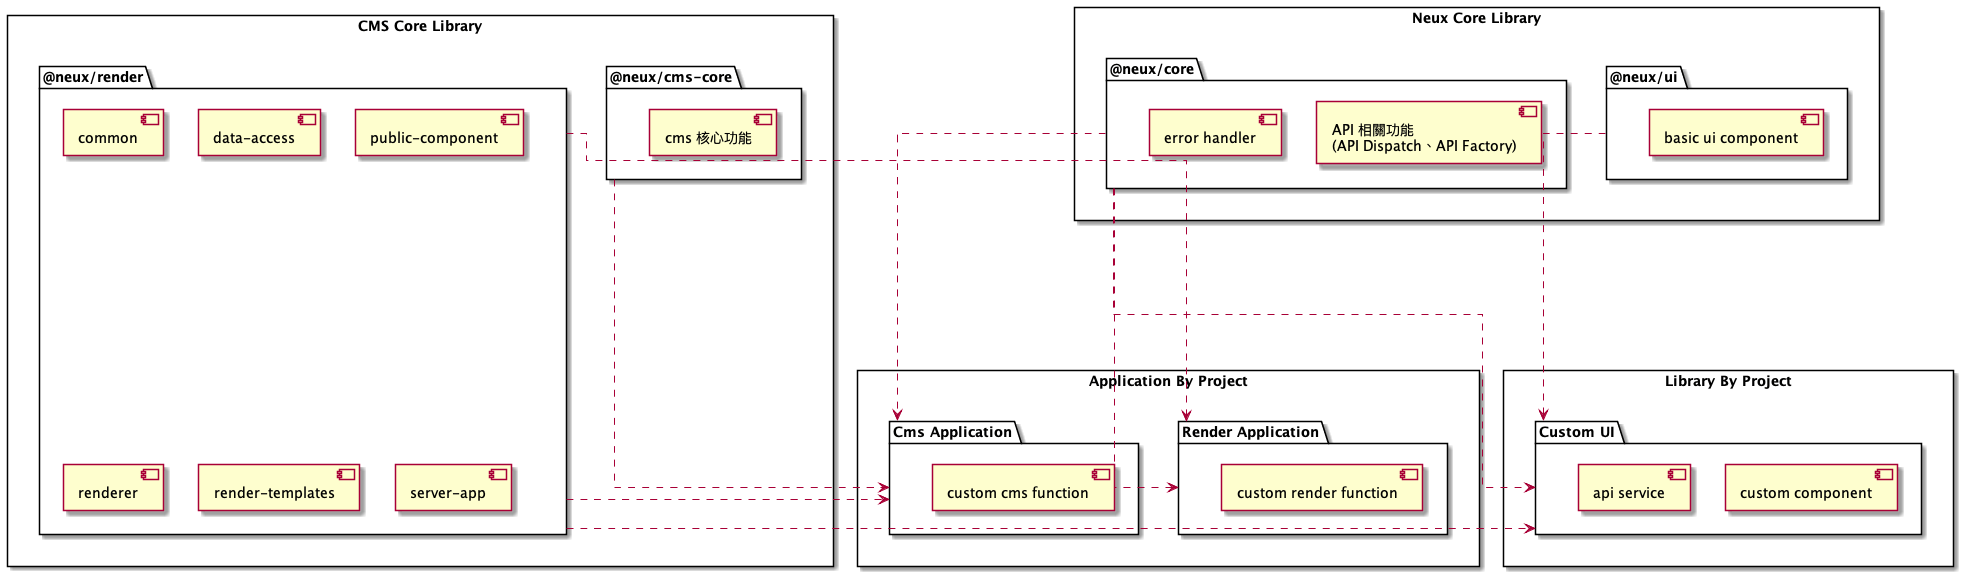 CMS Core Library
@neux/render
common
data-access
public-component
renderer
render-templates
server-app
@neux/cms-core
cms 核心功能
Neux Core Library
@neux/core
error handler
API 相關功能
(API Dispatch、API Factory)
@neux/ui
basic ui component
Application By Project
Cms Application
custom cms function
Render Application
custom render function
Library By Project
Custom UI
api service
custom component